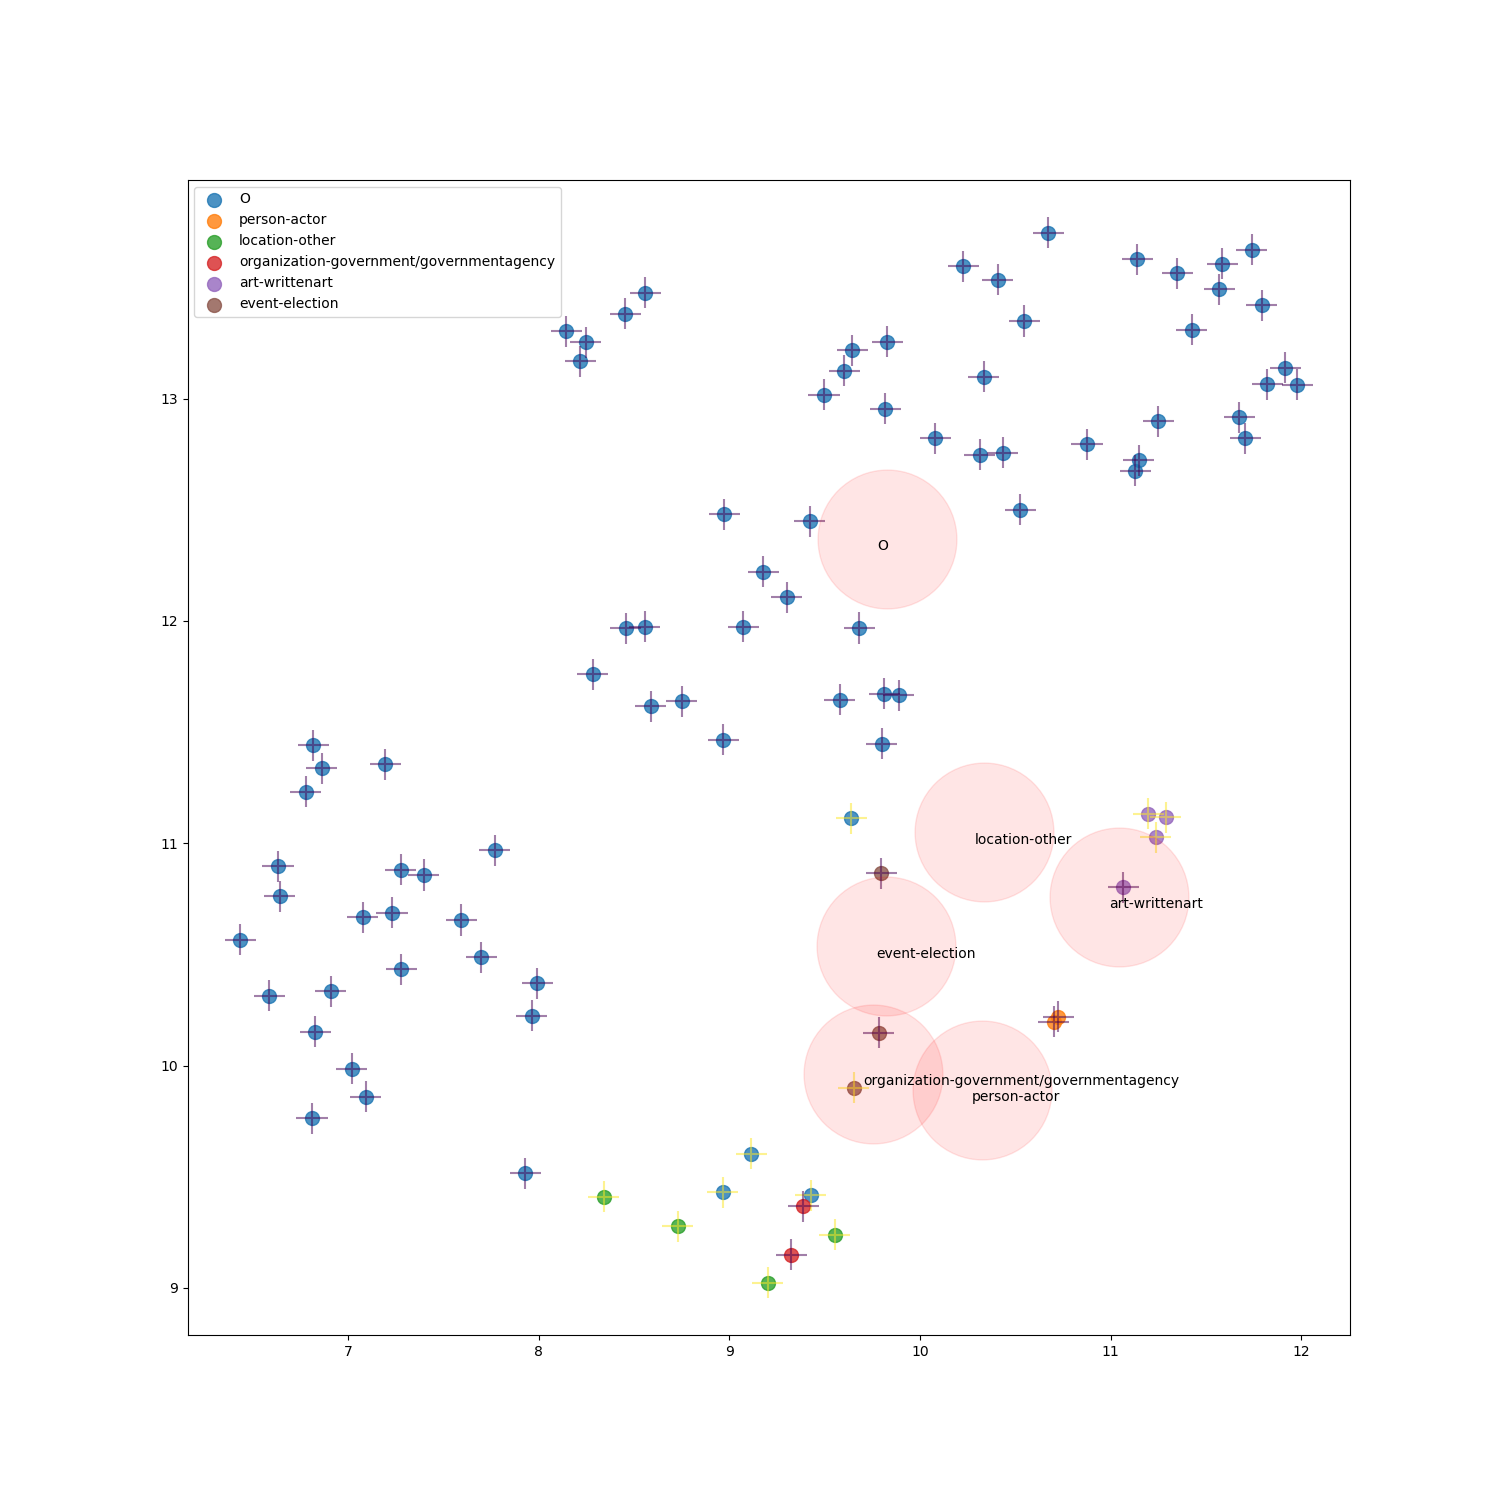 O
person-actor
location-other
organization-government/governmentagency
art-writtenart
event-election
13
12
11
10
9
O
location-other
art-writtenart
event-election
organization-government/governmentagency
person-actor
7 8 9 10 11 12